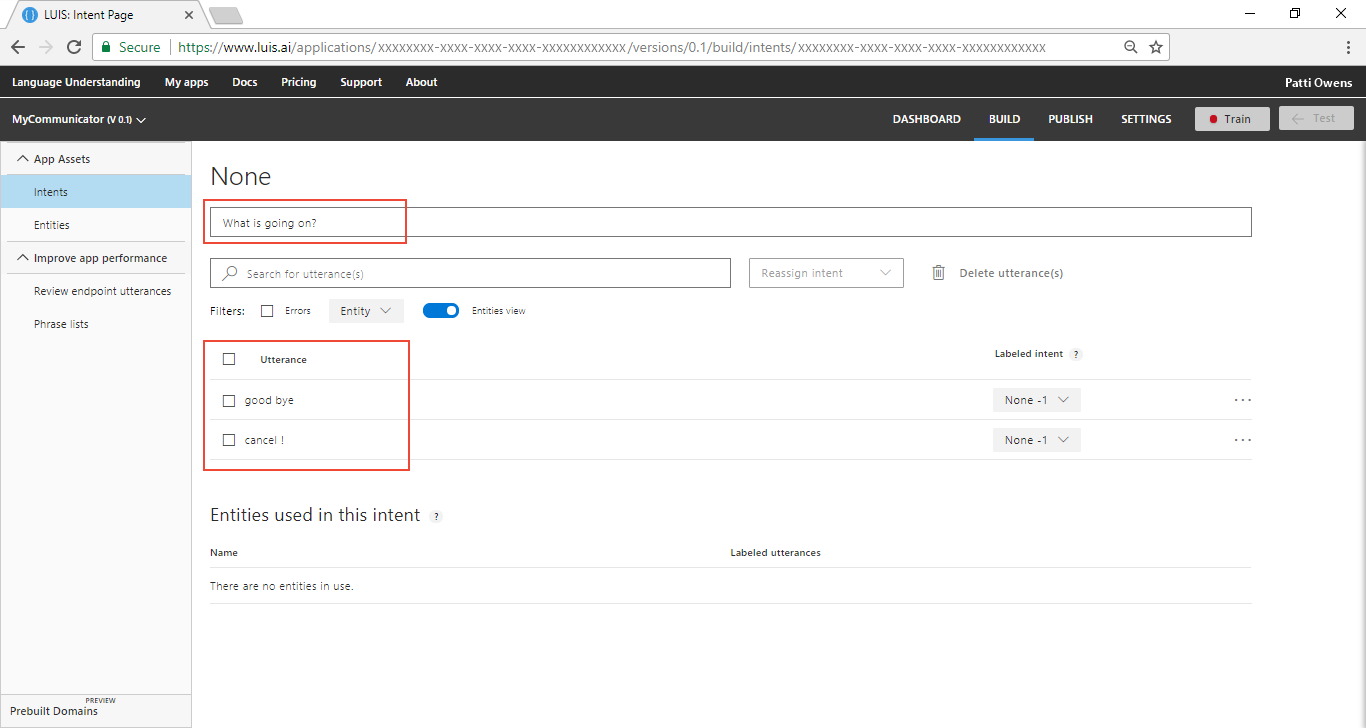 LUIS: Intent Page
Secure https://www.luis.ai/applications/xxxxxxxx-xxxx-xxxx-xxxx-xxxxxxxxxxxx/versions/0.1/build/intents/xxxxxxxx-xxxx-xxxx-xxxx-xxxxxxxxxxxx
Language Understanding My apps Docs Pricing Support About Patti Owens
MyCommunicator (V 0.1) DASHBOARD BUILD PUBLISH SETTINGS Train Test
App Assets
Intents
Entities
Improve app performance
Review endpoint utterances
Phrase lists
PREVIEW
Prebuilt Domains
None
What is going on?
Search for utterance(s) Reassign intent Delete utterance(s)
Filters: Errors Entity Entities view
Utterance Labeled intent ?
good bye None -1 ...
cancel ! None -1 ...
Entities used in this intent ?
Name Labeled utterances
There are no entities in use.